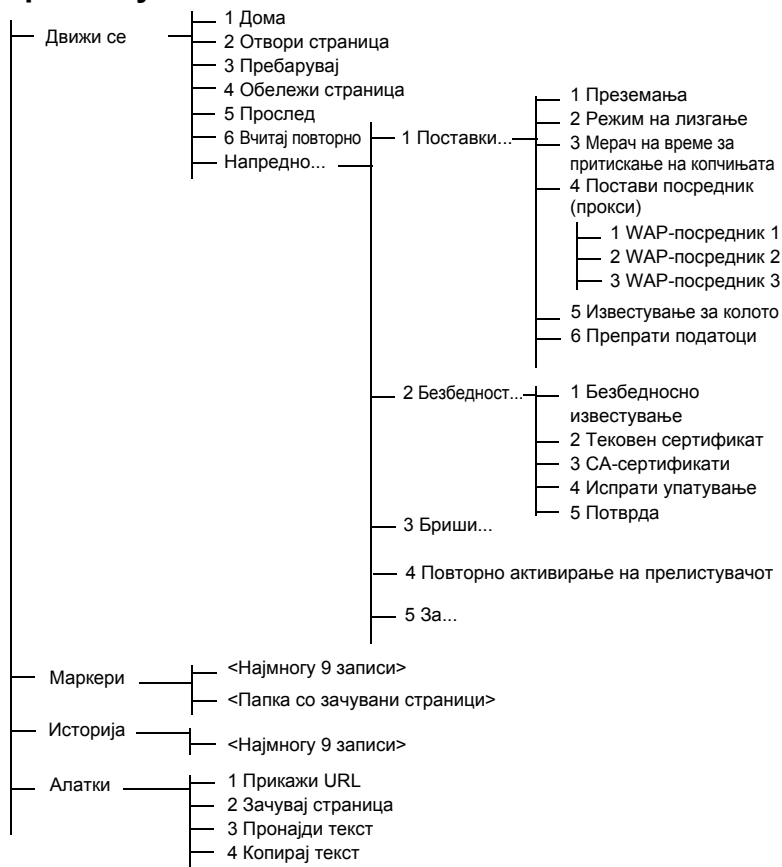 Движи се
1 Дома
2 Отвори страница
3 Пребарувај
4 Обележи страница
5 Прослед
6 Вчитај повторно
Напредно...
1 Поставки...
1 Преземања
2 Режим на лизгање
3 Мерач на време за
притискање на копчињата
4 Постави посредник
(прокси)
1 WAP-посредник 1
2 WAP-посредник 2
3 WAP-посредник 3
5 Известување за колото
6 Препрати податоци
2 Безбедност...
1 Безбедносно
известување
2 Тековен сертификат
3 CA-сертификати
4 Испрати упатување
5 Потврда
3 Бриши...
4 Повторно активирање на прелистувачот
5 За...
Маркери
<Најмногу 9 записи>
<Папка со зачувани страници>
Историја
<Најмногу 9 записи>
Алатки
1 Прикажи URL
2 Зачувај страница
3 Пронајди текст
4 Копирај текст